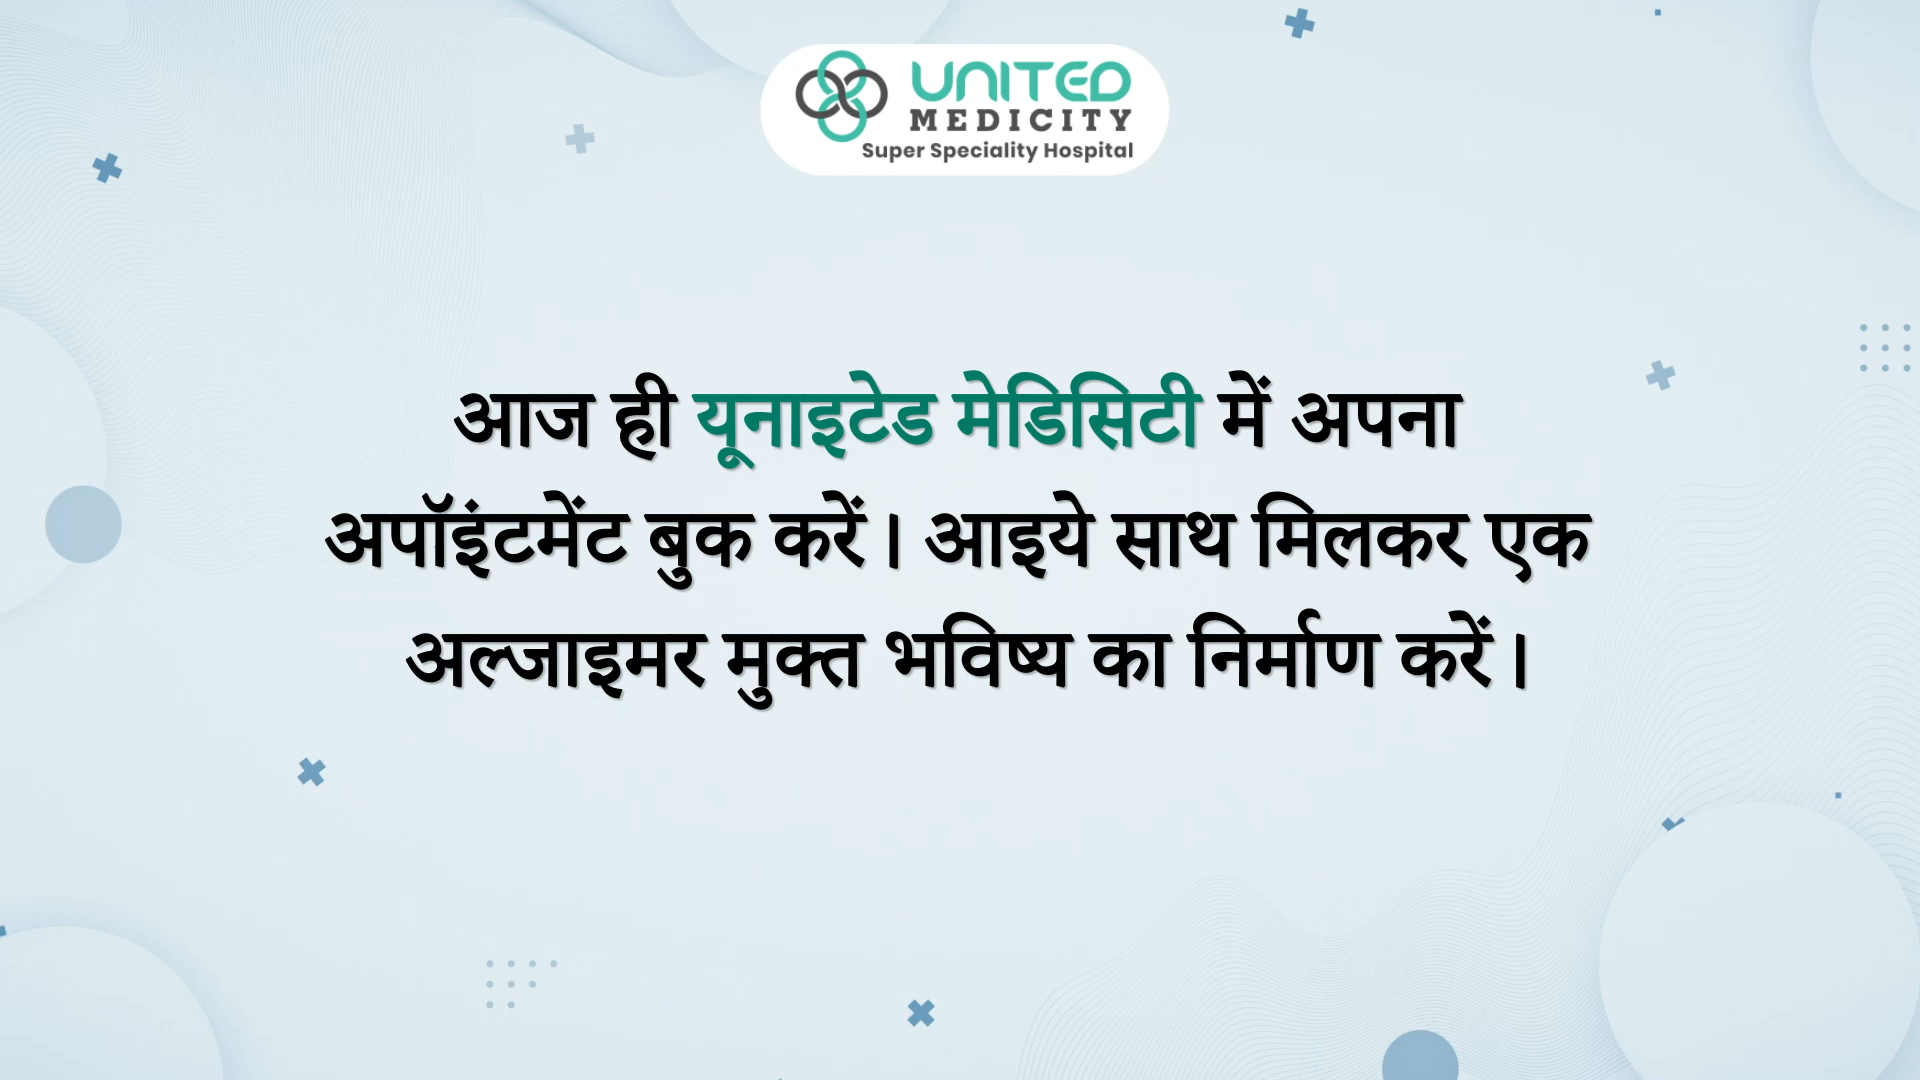 UNITED
MEDICITY
Super Speciality Hospital
आज ही यूनाइटेड मेडिसिटी में अपना
अपॉइंटमेंट बुक करें। आइये साथ मिलकर एक
अल्जाइमर मुक्त भविष्य का निर्माण करें।